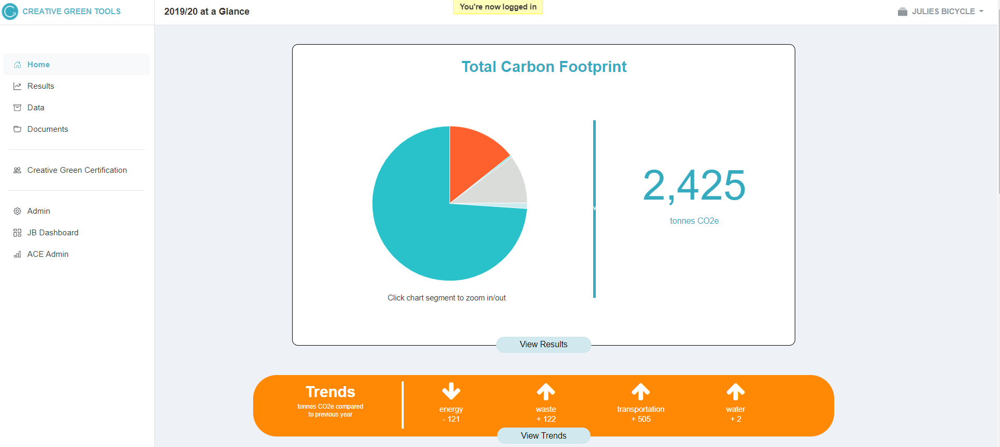 CREATIVE GREEN TOOLS
2019/20 at a Glance
You're now logged in
JULIES BICYCLE
Home
Results
Data
Documents
Creative Green Certification
Admin
JB Dashboard
ACE Admin
Total Carbon Footprint
2,425
tonnes CO2e
Click chart segment to zoom in/out
View Results
Trends
tonnes CO2e compared
to previous year
energy
- 121
waste
+ 122
transportation
+ 505
water
+ 2
View Trends